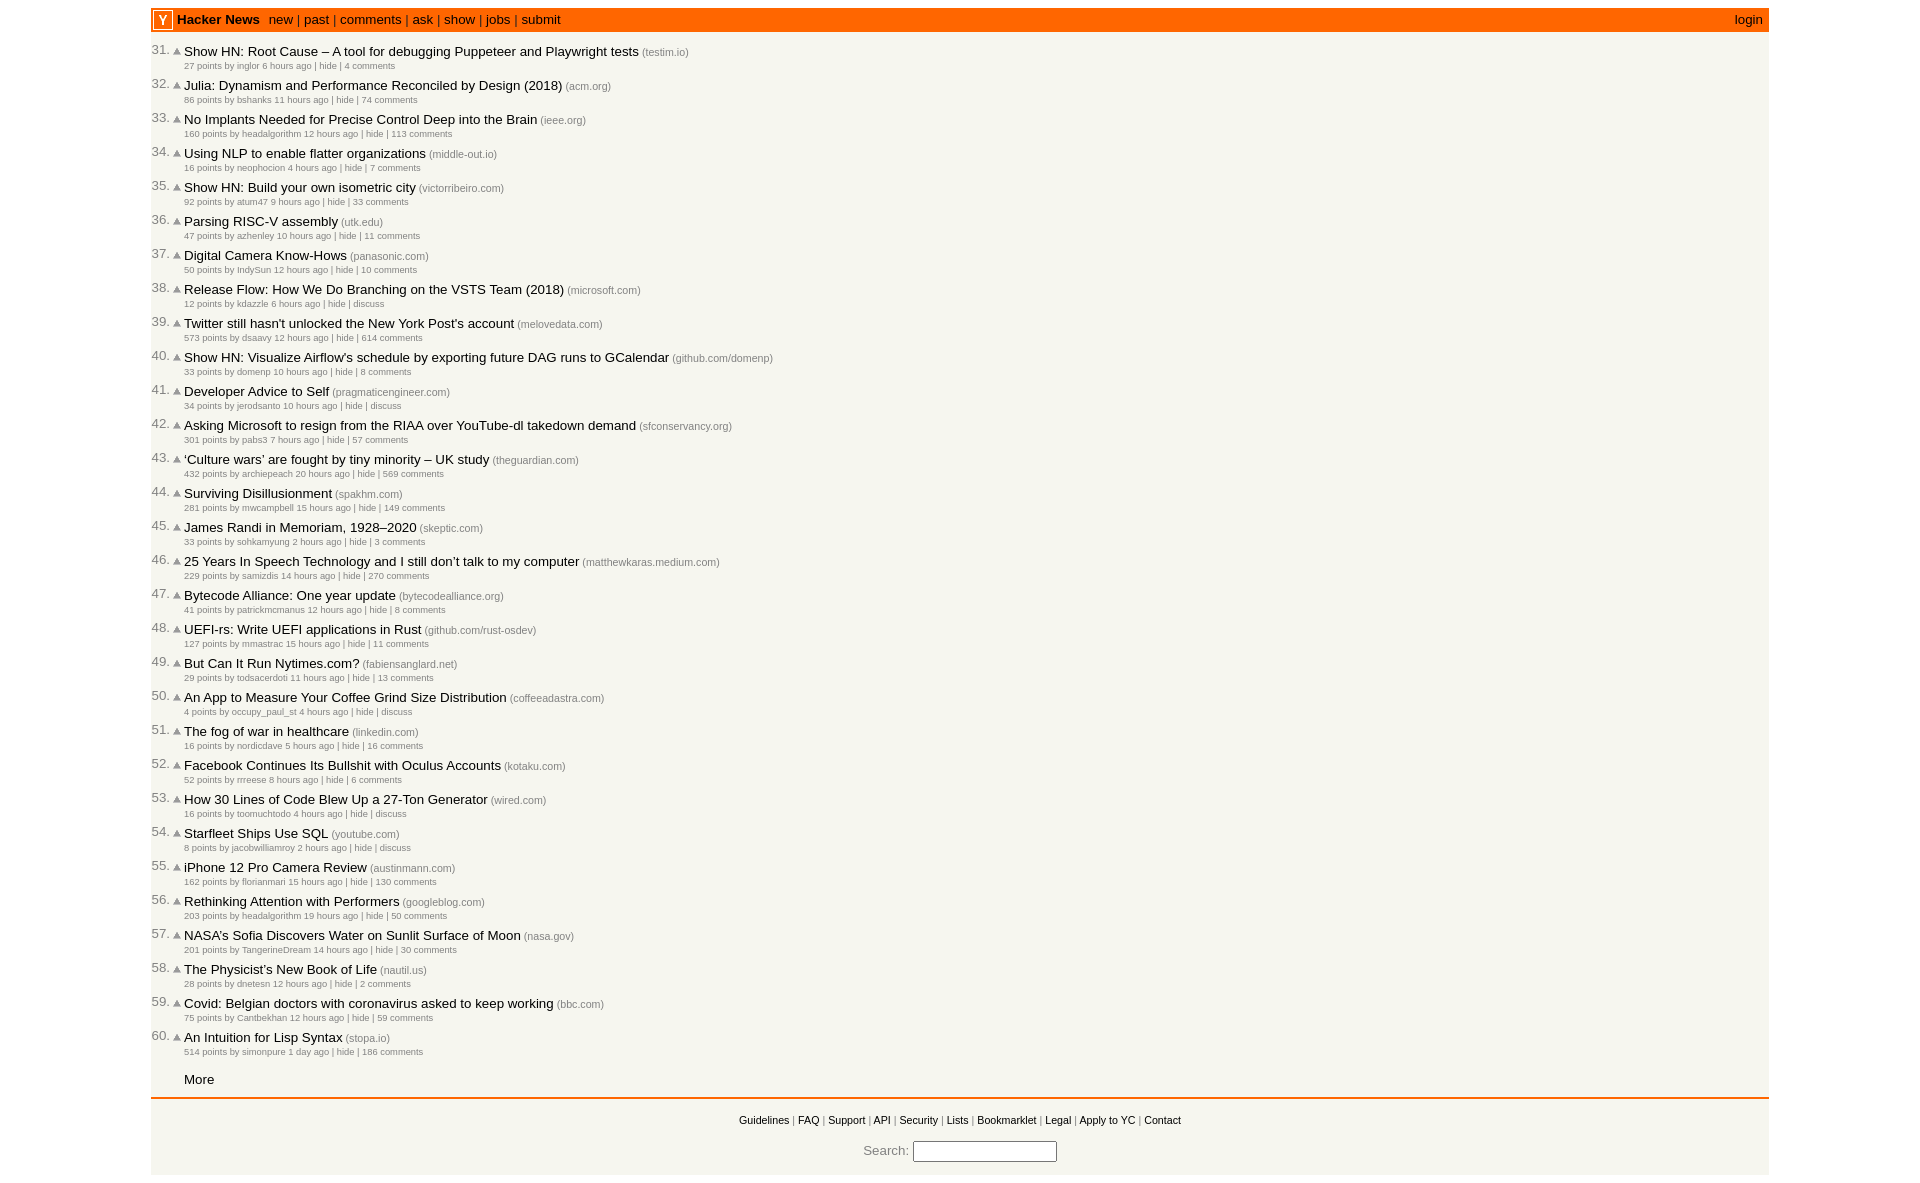 Y Hacker News new | past | comments | ask | show | jobs | submit login
31. Show HN: Root Cause – A tool for debugging Puppeteer and Playwright tests (testim.io)
27 points by inglor 6 hours ago | hide | 4 comments
32. Julia: Dynamism and Performance Reconciled by Design (2018) (acm.org)
86 points by bshanks 11 hours ago | hide | 74 comments
33. No Implants Needed for Precise Control Deep into the Brain (ieee.org)
160 points by headalgorithm 12 hours ago | hide | 113 comments
34. Using NLP to enable flatter organizations (middle-out.io)
16 points by neophocion 4 hours ago | hide | 7 comments
35. Show HN: Build your own isometric city (victorribeiro.com)
92 points by atum47 9 hours ago | hide | 33 comments
36. Parsing RISC-V assembly (utk.edu)
47 points by azhenley 10 hours ago | hide | 11 comments
37. Digital Camera Know-Hows (panasonic.com)
50 points by IndySun 12 hours ago | hide | 10 comments
38. Release Flow: How We Do Branching on the VSTS Team (2018) (microsoft.com)
12 points by kdazzle 6 hours ago | hide | discuss
39. Twitter still hasn't unlocked the New York Post's account (melovedata.com)
573 points by dsaavy 12 hours ago | hide | 614 comments
40. Show HN: Visualize Airflow's schedule by exporting future DAG runs to GCalendar (github.com/domenp)
33 points by domenp 10 hours ago | hide | 8 comments
41. Developer Advice to Self (pragmaticengineer.com)
34 points by jerodsanto 10 hours ago | hide | discuss
42. Asking Microsoft to resign from the RIAA over YouTube-dl takedown demand (sfconservancy.org)
301 points by pabs3 7 hours ago | hide | 57 comments
43. ‘Culture wars’ are fought by tiny minority – UK study (theguardian.com)
432 points by archiepeach 20 hours ago | hide | 569 comments
44. Surviving Disillusionment (spakhm.com)
281 points by mwcampbell 15 hours ago | hide | 149 comments
45. James Randi in Memoriam, 1928–2020 (skeptic.com)
33 points by sohkamyung 2 hours ago | hide | 3 comments
46. 25 Years In Speech Technology and I still don’t talk to my computer (matthewkaras.medium.com)
229 points by samizdis 14 hours ago | hide | 270 comments
47. Bytecode Alliance: One year update (bytecodealliance.org)
41 points by patrickmcmanus 12 hours ago | hide | 8 comments
48. UEFI-rs: Write UEFI applications in Rust (github.com/rust-osdev)
127 points by mmastrac 15 hours ago | hide | 11 comments
49. But Can It Run Nytimes.com? (fabiensanglard.net)
29 points by todsacerdoti 11 hours ago | hide | 13 comments
50. An App to Measure Your Coffee Grind Size Distribution (coffeeadastra.com)
4 points by occupy_paul_st 4 hours ago | hide | discuss
51. The fog of war in healthcare (linkedin.com)
16 points by nordicdave 5 hours ago | hide | 16 comments
52. Facebook Continues Its Bullshit with Oculus Accounts (kotaku.com)
52 points by rrreese 8 hours ago | hide | 6 comments
53. How 30 Lines of Code Blew Up a 27-Ton Generator (wired.com)
16 points by toomuchtodo 4 hours ago | hide | discuss
54. Starfleet Ships Use SQL (youtube.com)
8 points by jacobwilliamroy 2 hours ago | hide | discuss
55. iPhone 12 Pro Camera Review (austinmann.com)
162 points by florianmari 15 hours ago | hide | 130 comments
56. Rethinking Attention with Performers (googleblog.com)
203 points by headalgorithm 19 hours ago | hide | 50 comments
57. NASA’s Sofia Discovers Water on Sunlit Surface of Moon (nasa.gov)
201 points by TangerineDream 14 hours ago | hide | 30 comments
58. The Physicist’s New Book of Life (nautil.us)
28 points by dnetesn 12 hours ago | hide | 2 comments
59. Covid: Belgian doctors with coronavirus asked to keep working (bbc.com)
75 points by Cantbekhan 12 hours ago | hide | 59 comments
60. An Intuition for Lisp Syntax (stopa.io)
514 points by simonpure 1 day ago | hide | 186 comments
More
Guidelines | FAQ | Support | API | Security | Lists | Bookmarklet | Legal | Apply to YC | Contact
Search: